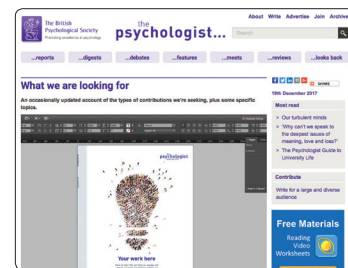 The British
Psychological Society
Promoting excellence in psychology
the
psychologist...
About Write Advertise Join Archive
Search
...reports
...digests
...debates
...features
...meets
...reviews
...looks back
What we are looking for
An occasionally updated account of the types of contributions
we're seeking, plus some specific
topics.
the
psychologist
Your work here
SHARES
19th December 2017
Most read
> Our turbulent minds
> 'Why can't we speak to
the deepest issues of
meaning, love and loss?'
> The Psychologist Guide to
University Life
Contribute
Write for a large and diverse
audience
Free Materials
Reading
Video
Worksheets